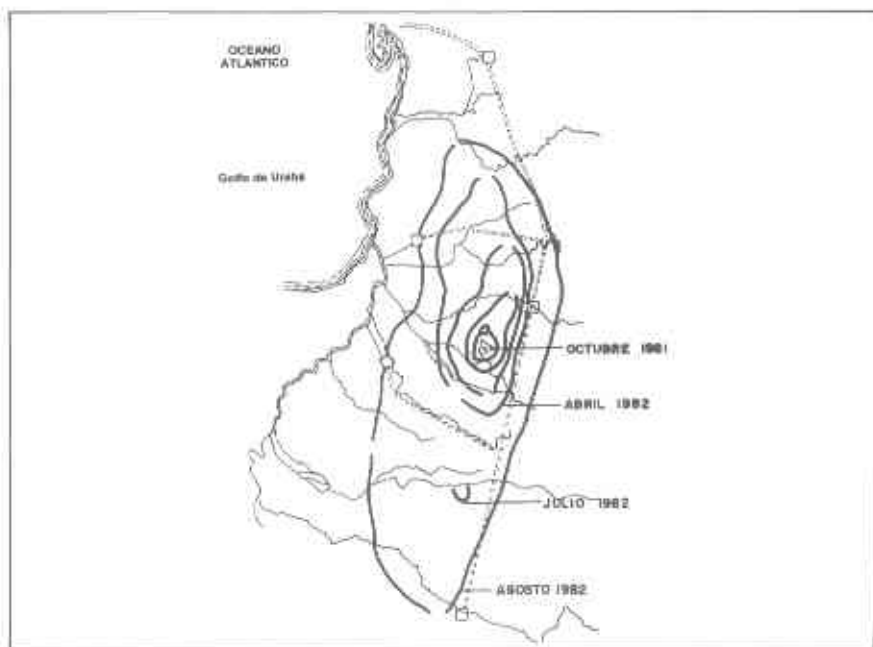 OCEANO
ATLANTICO
Golfo de Urabá
OCTUBRE 1981
ABRIL 1982
JULIO 1982
AGOSTO 1982